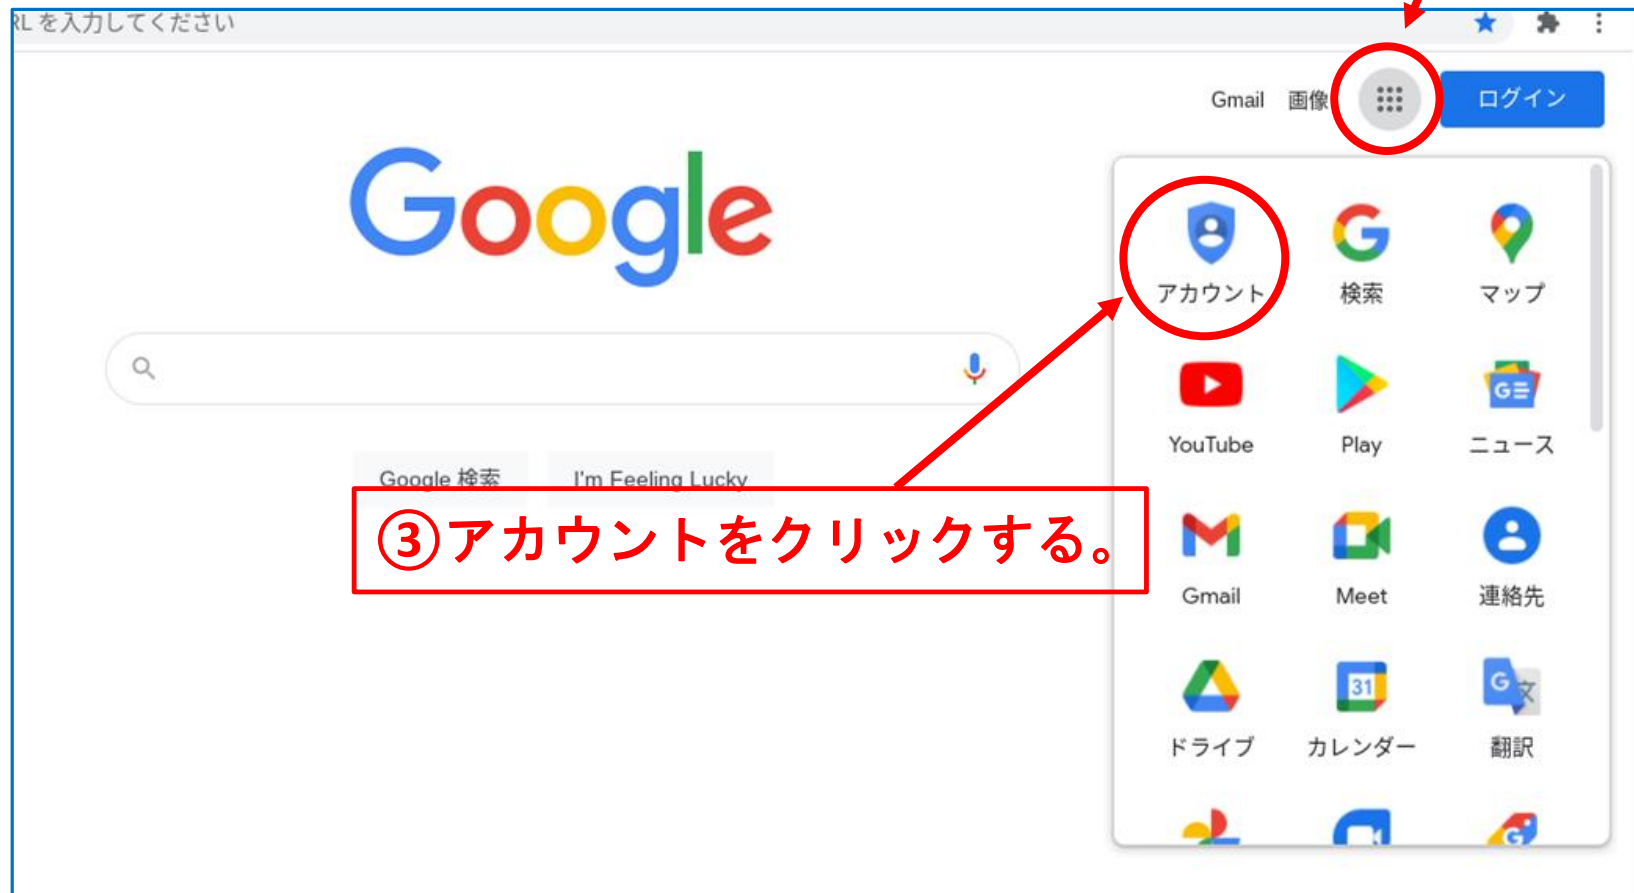 RL を入力してください
Gmail 画像 ログイン
Google
アカウント 検索 マップ
YouTube Play ニュース
Google 検索 I'm Feeling Lucky
③アカウントをクリックする。
Gmail Meet 連絡先
31 G 文
ドライブ カレンダー 翻訳
G